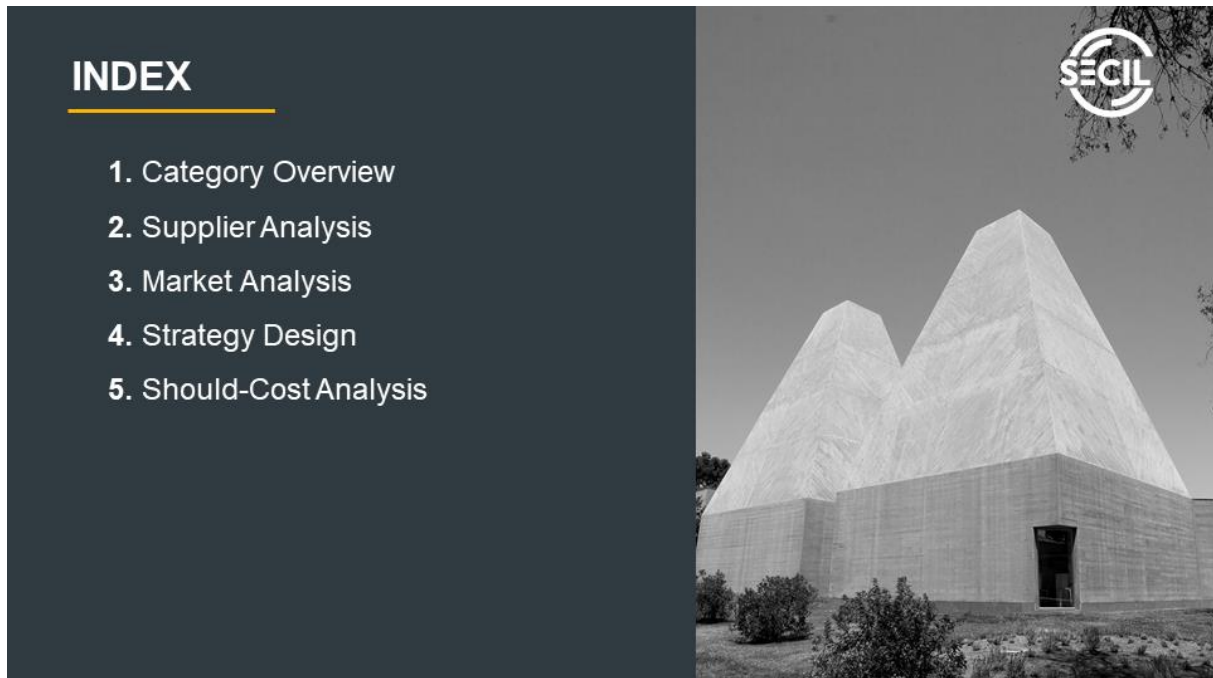 INDEX
1. Category Overview
2. Supplier Analysis
3. Market Analysis
4. Strategy Design
5. Should-Cost Analysis
SECIL